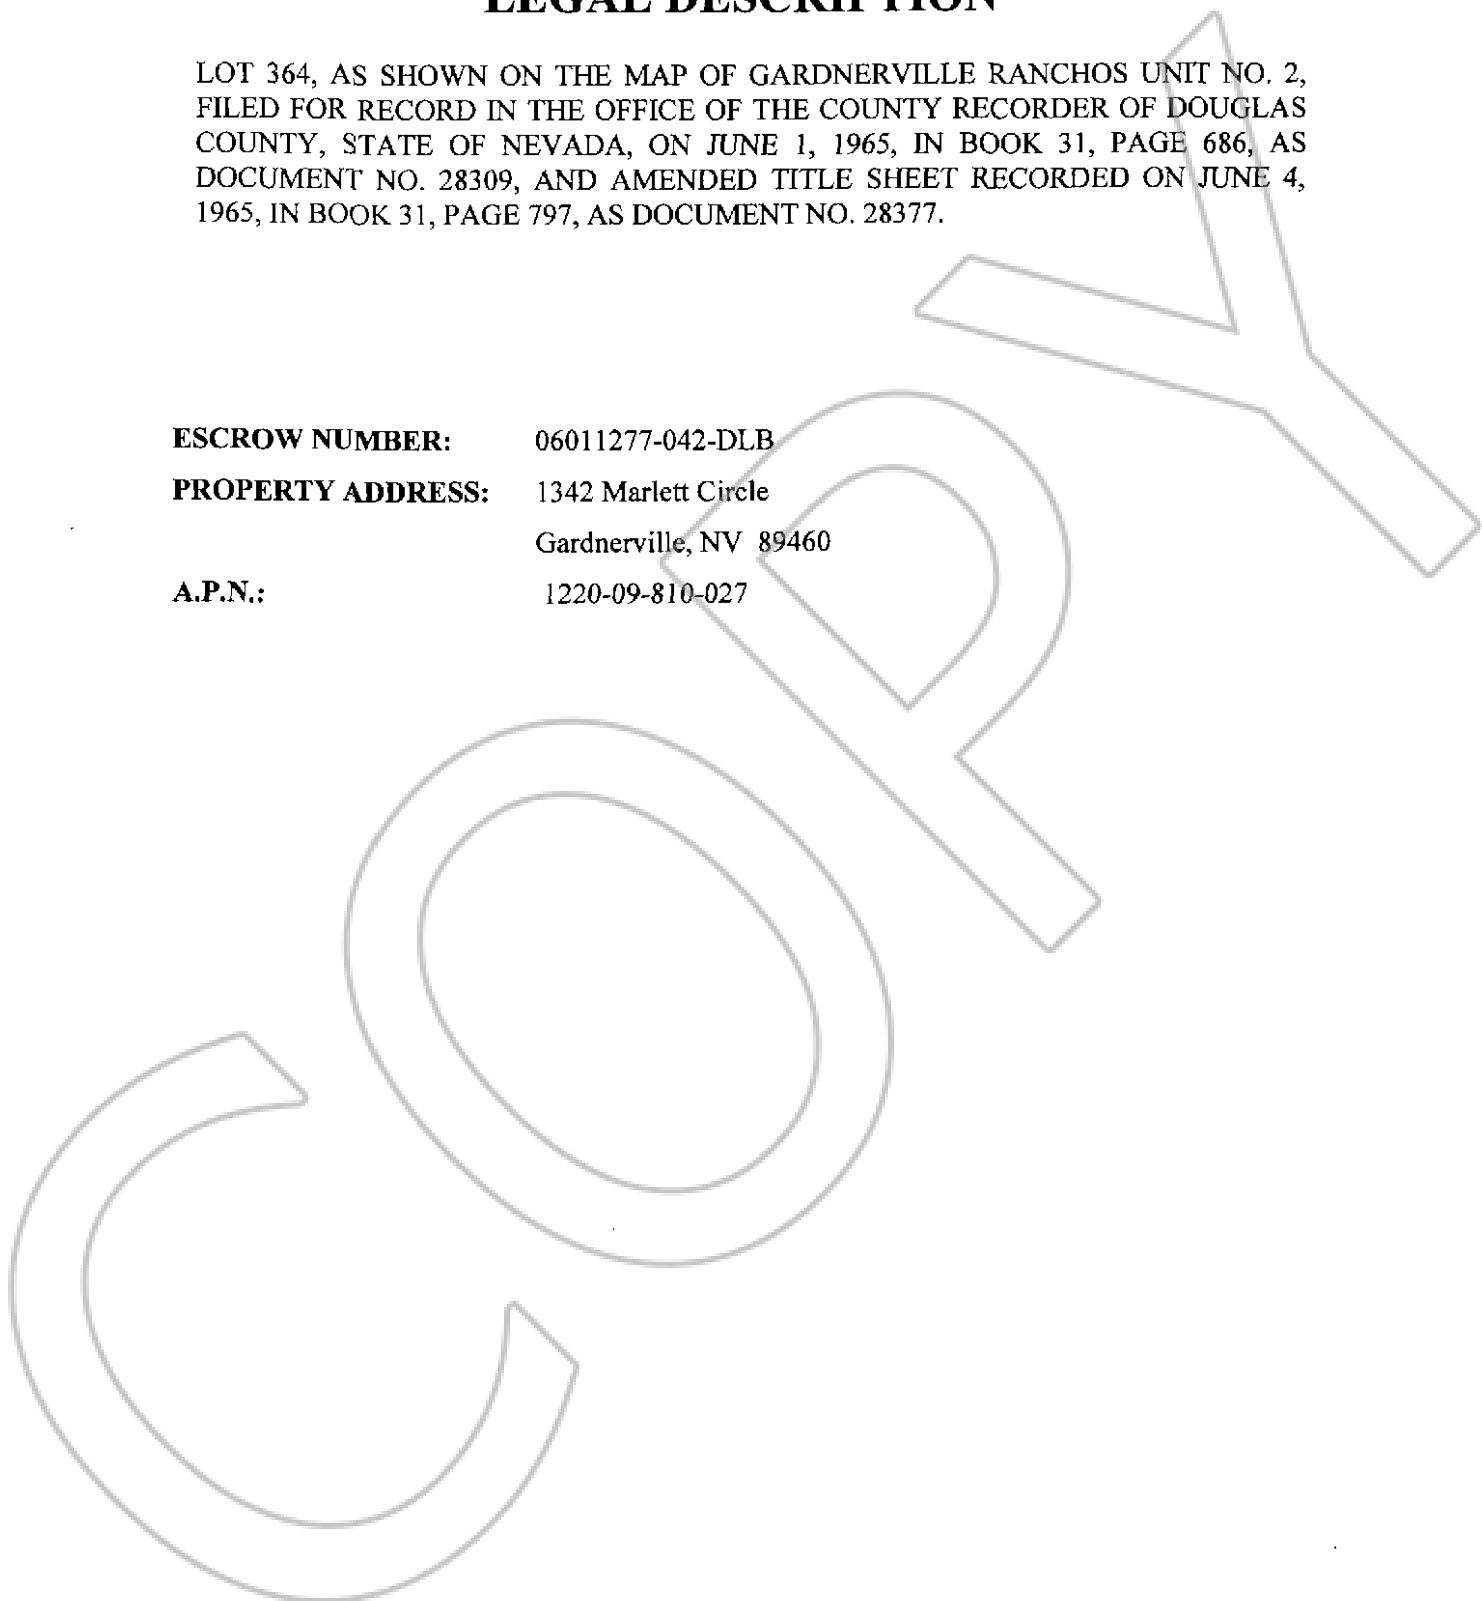 LEGAL DESCRIPTION
LOT 364, AS SHOWN ON THE MAP OF GARDNERVILLE RANCHOS UNIT NO. 2,
FILED FOR RECORD IN THE OFFICE OF THE COUNTY RECORDER OF DOUGLAS
COUNTY, STATE OF NEVADA, ON JUNE 1, 1965, IN BOOK 31, PAGE 686, AS
DOCUMENT NO. 28309, AND AMENDED TITLE SHEET RECORDED ON JUNE 4,
1965, IN BOOK 31, PAGE 797, AS DOCUMENT NO. 28377.
ESCROW NUMBER: 06011277-042-DLB
PROPERTY ADDRESS: 1342 Marlett Circle
Gardnerville, NV 89460
A.P.N.: 1220-09-810-027
COPY